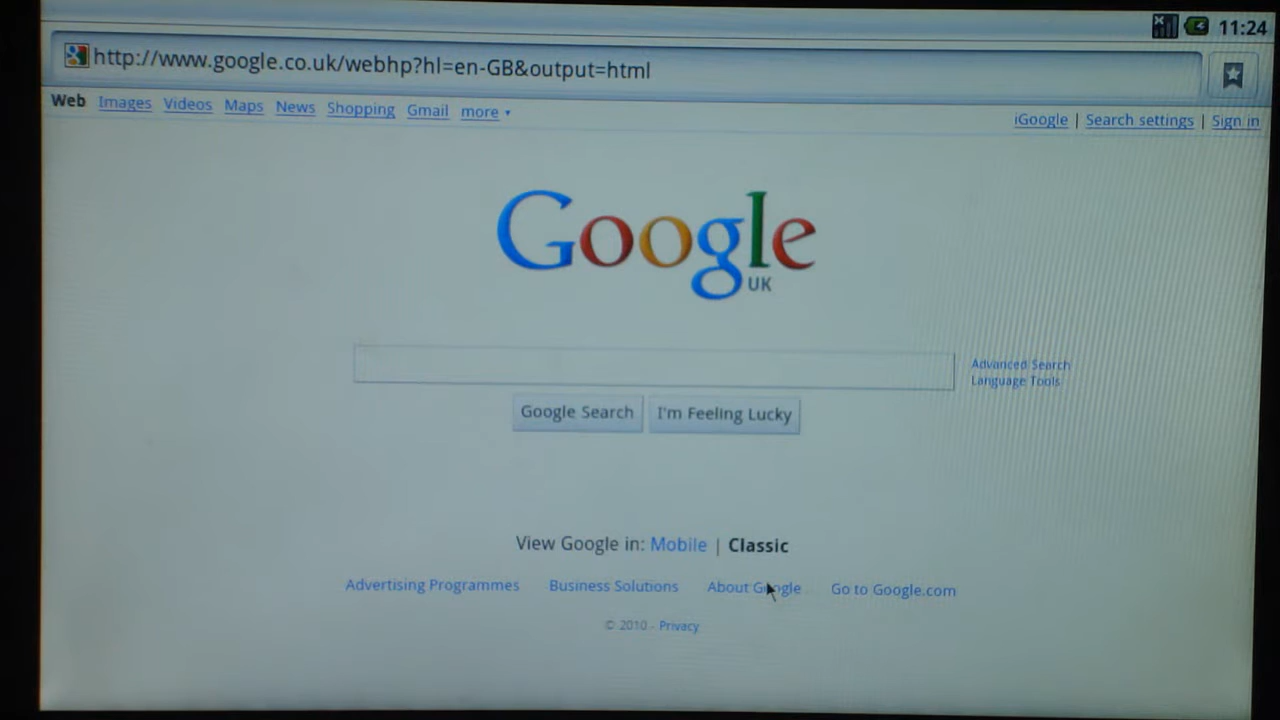 11:24
http://www.google.co.uk/webhp?hl=en-GB&output=html
Web Images Videos Maps News Shopping Gmail more
iGoogle | Search settings | Sign in
Google
UK
Advanced Search
Language Tools
Google Search I'm Feeling Lucky
View Google in: Mobile | Classic
Advertising Programmes Business Solutions About Google Go to Google.com
© 2010 - Privacy